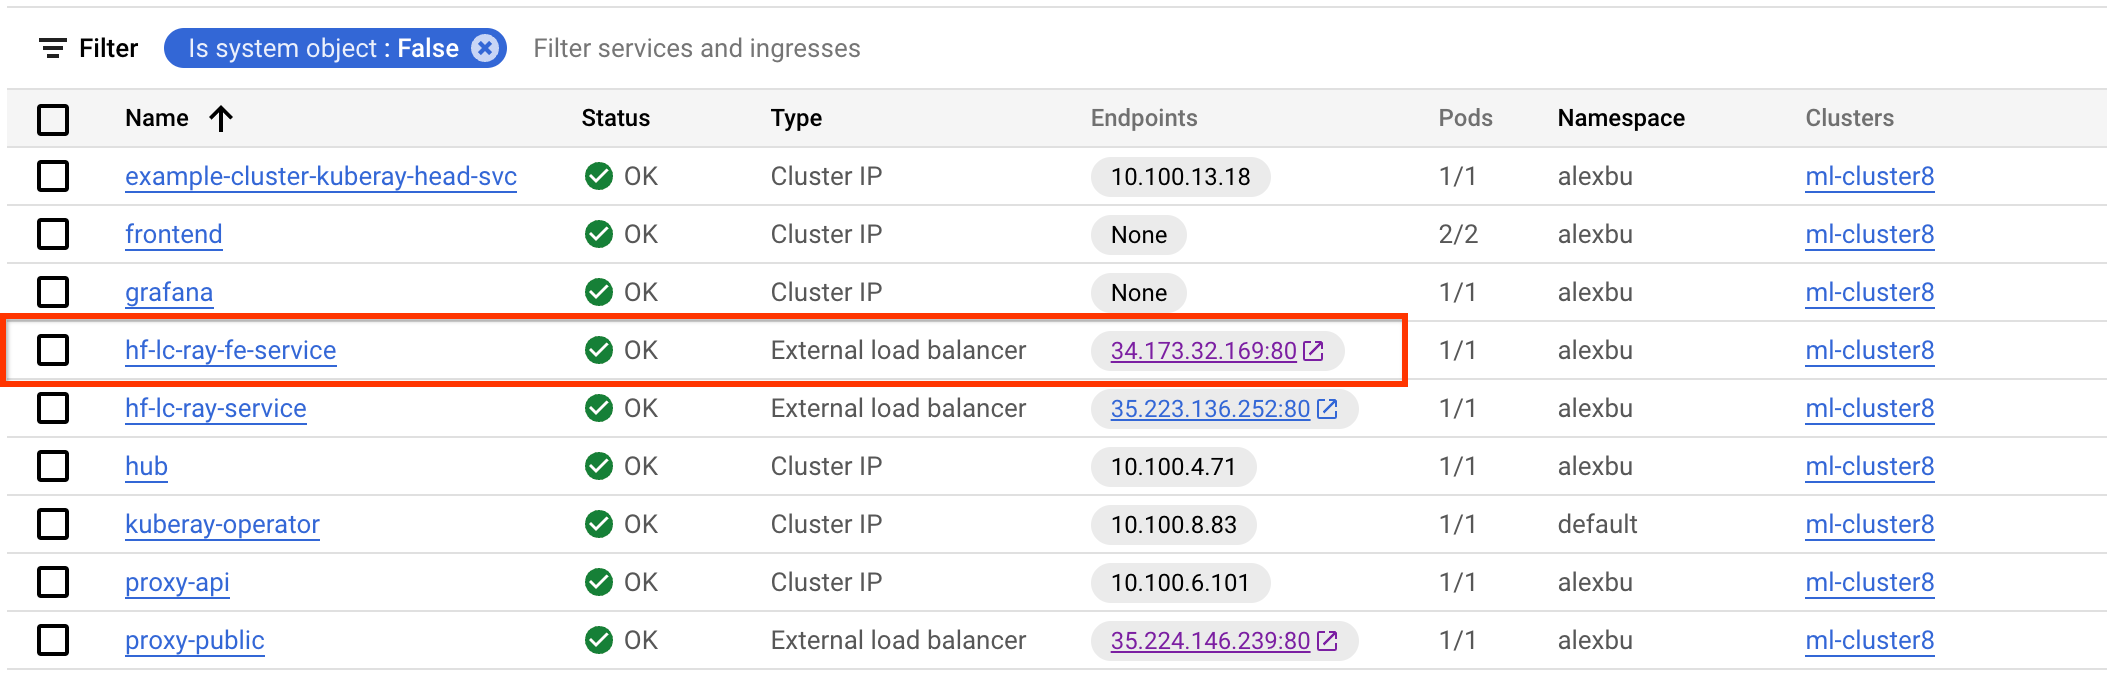 Filter Is system object : False Filter services and ingresses
Name Status Type Endpoints Pods Namespace Clusters
example-cluster-kuberay-head-svc OK Cluster IP 10.100.13.18 1/1 alexbu ml-cluster8
frontend OK Cluster IP None 2/2 alexbu ml-cluster8
grafana OK Cluster IP None 1/1 alexbu ml-cluster8
hf-lc-ray-fe-service OK External load balancer 34.173.32.169:80 1/1 alexbu ml-cluster8
hf-lc-ray-service OK External load balancer 35.223.136.252:80 1/1 alexbu ml-cluster8
hub OK Cluster IP 10.100.4.71 1/1 alexbu ml-cluster8
kuberay-operator OK Cluster IP 10.100.8.83 1/1 default ml-cluster8
proxy-api OK Cluster IP 10.100.6.101 1/1 alexbu ml-cluster8
proxy-public OK External load balancer 35.224.146.239:80 1/1 alexbu ml-cluster8